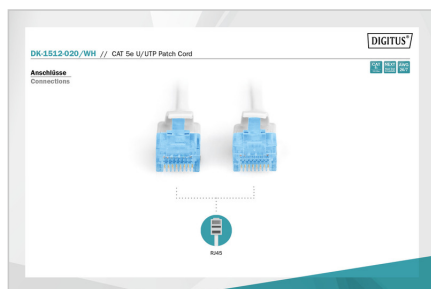 DIGITUS®
DK-1512-020/WH // CAT 5e U/UTP Patch Cord
Anschlüsse
Connections
RJ45